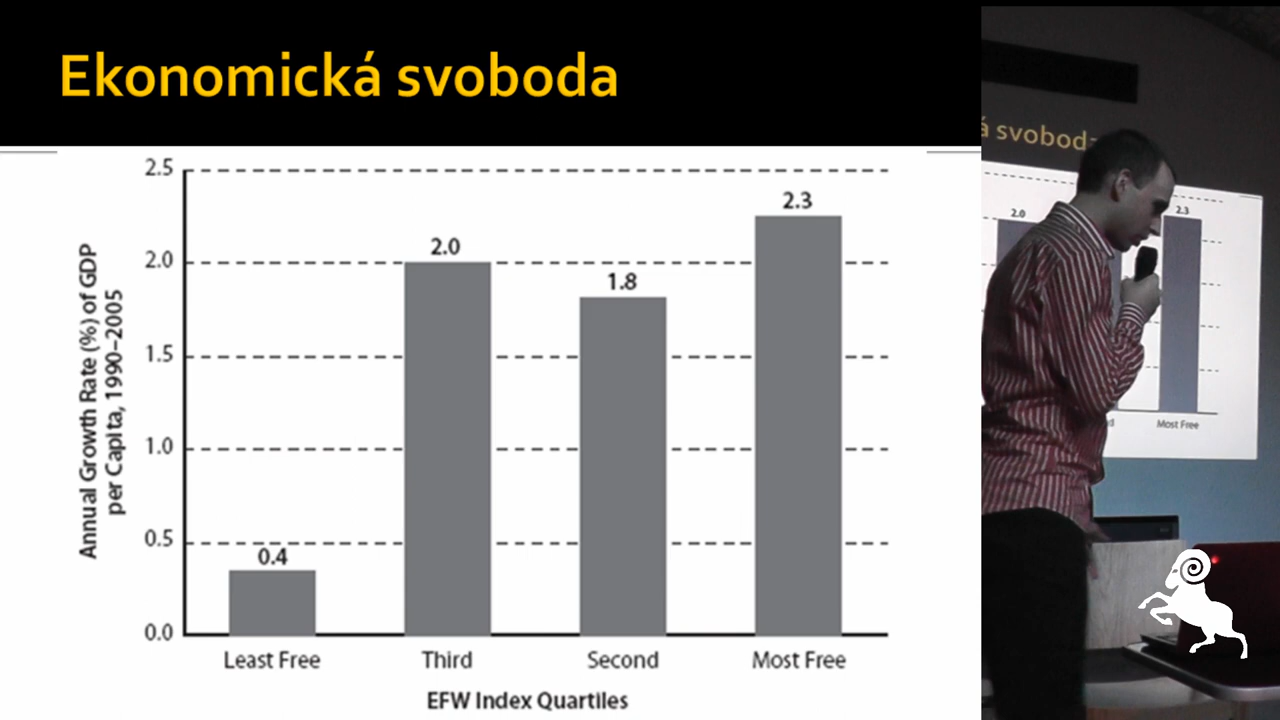 Ekonomická svoboda
2.5
2.0
1.5
1.0
0.5
0.0
Annual Growth Rate (%) of GDP
per Capita, 1990–2005
0.4
2.0
1.8
2.3
Least Free
Third
Second
Most Free
EFW Index Quartiles
á svoboda
2.0
2.3
Most Free